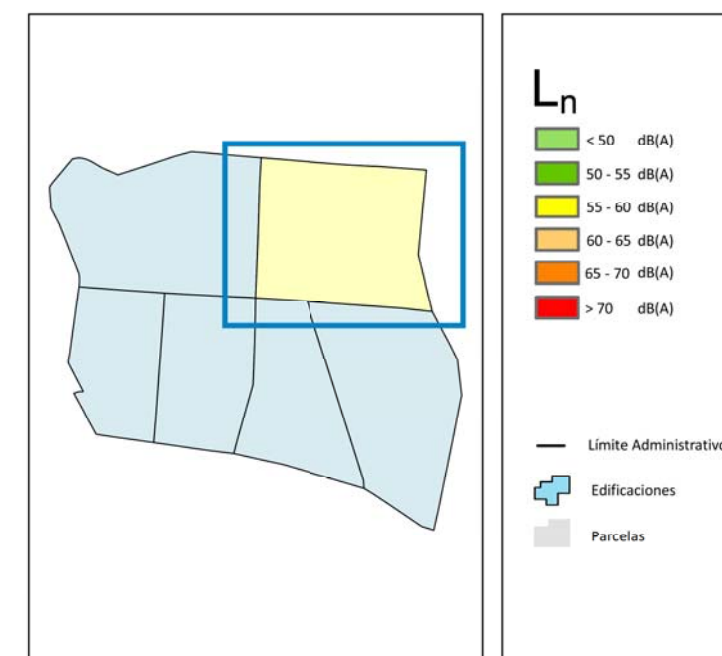 Ln
< 50 dB(A)
50 - 55 dB(A)
55 - 60 dB(A)
60 - 65 dB(A)
65 - 70 dB(A)
> 70 dB(A)
Límite Administrativo
Edificaciones
Parcelas